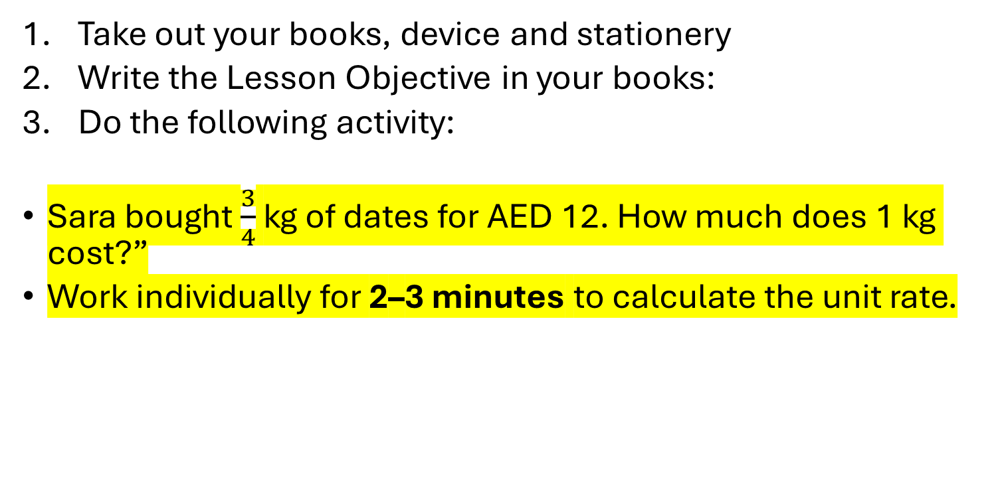 1. Take out your books, device and stationery
2. Write the Lesson Objective in your books:
3. Do the following activity:
• Sara bought 3/4 kg of dates for AED 12. How much does 1 kg
cost?”
• Work individually for 2–3 minutes to calculate the unit rate.